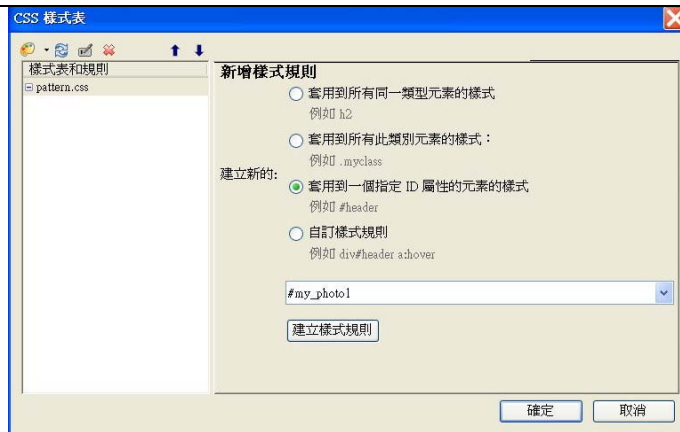 CSS 樣式表
樣式表和規則
pattern.css
新增樣式規則
建立新的:
套用到所有同一類型元素的樣式
例如 h2
套用到所有此類別元素的樣式：
例如 .myclass
套用到一個指定 ID 屬性的元素的樣式
例如 #header
自訂樣式規則
例如 div#header a:hover
#my_photo1
建立樣式規則
確定
取消